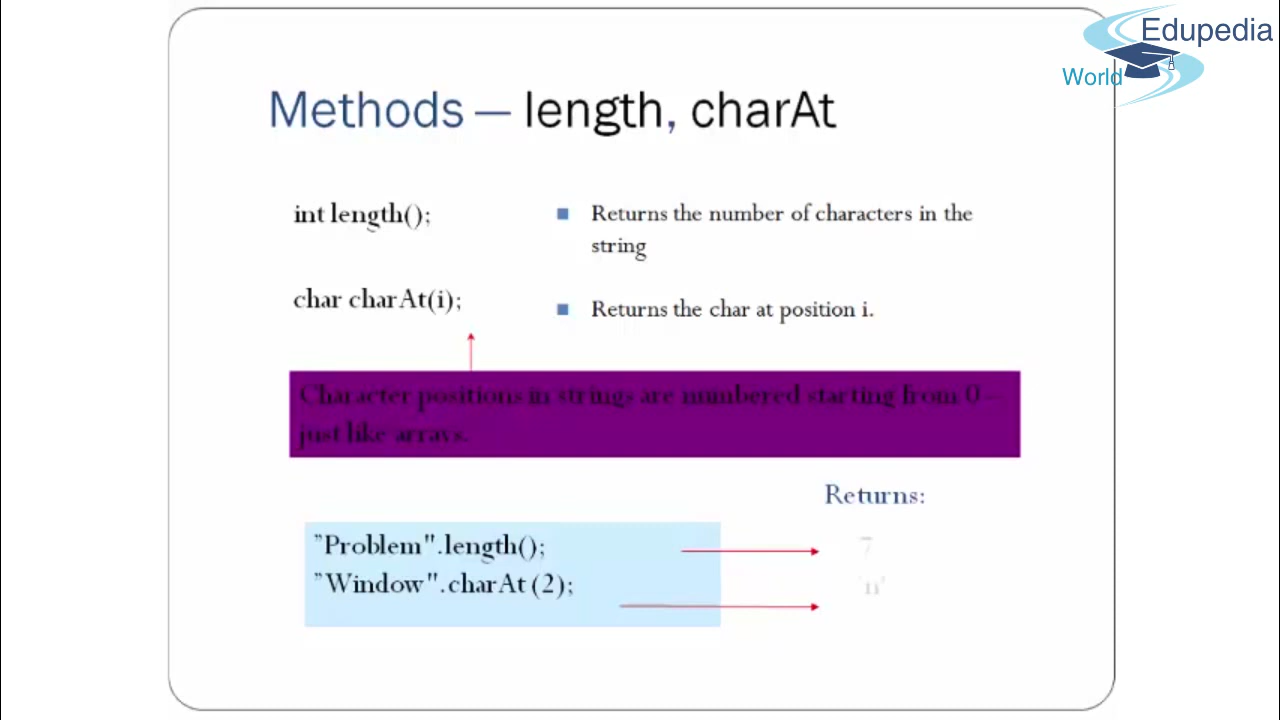 Edupedia
World
Methods — length, charAt
int length();
Returns the number of characters in the
string
char charAt(i);
Returns the char at position i.
Character positions in strings are numbered starting from 0 –
just like arrays.
Returns:
”Problem".length();
7
”Window".charAt (2);
'n'